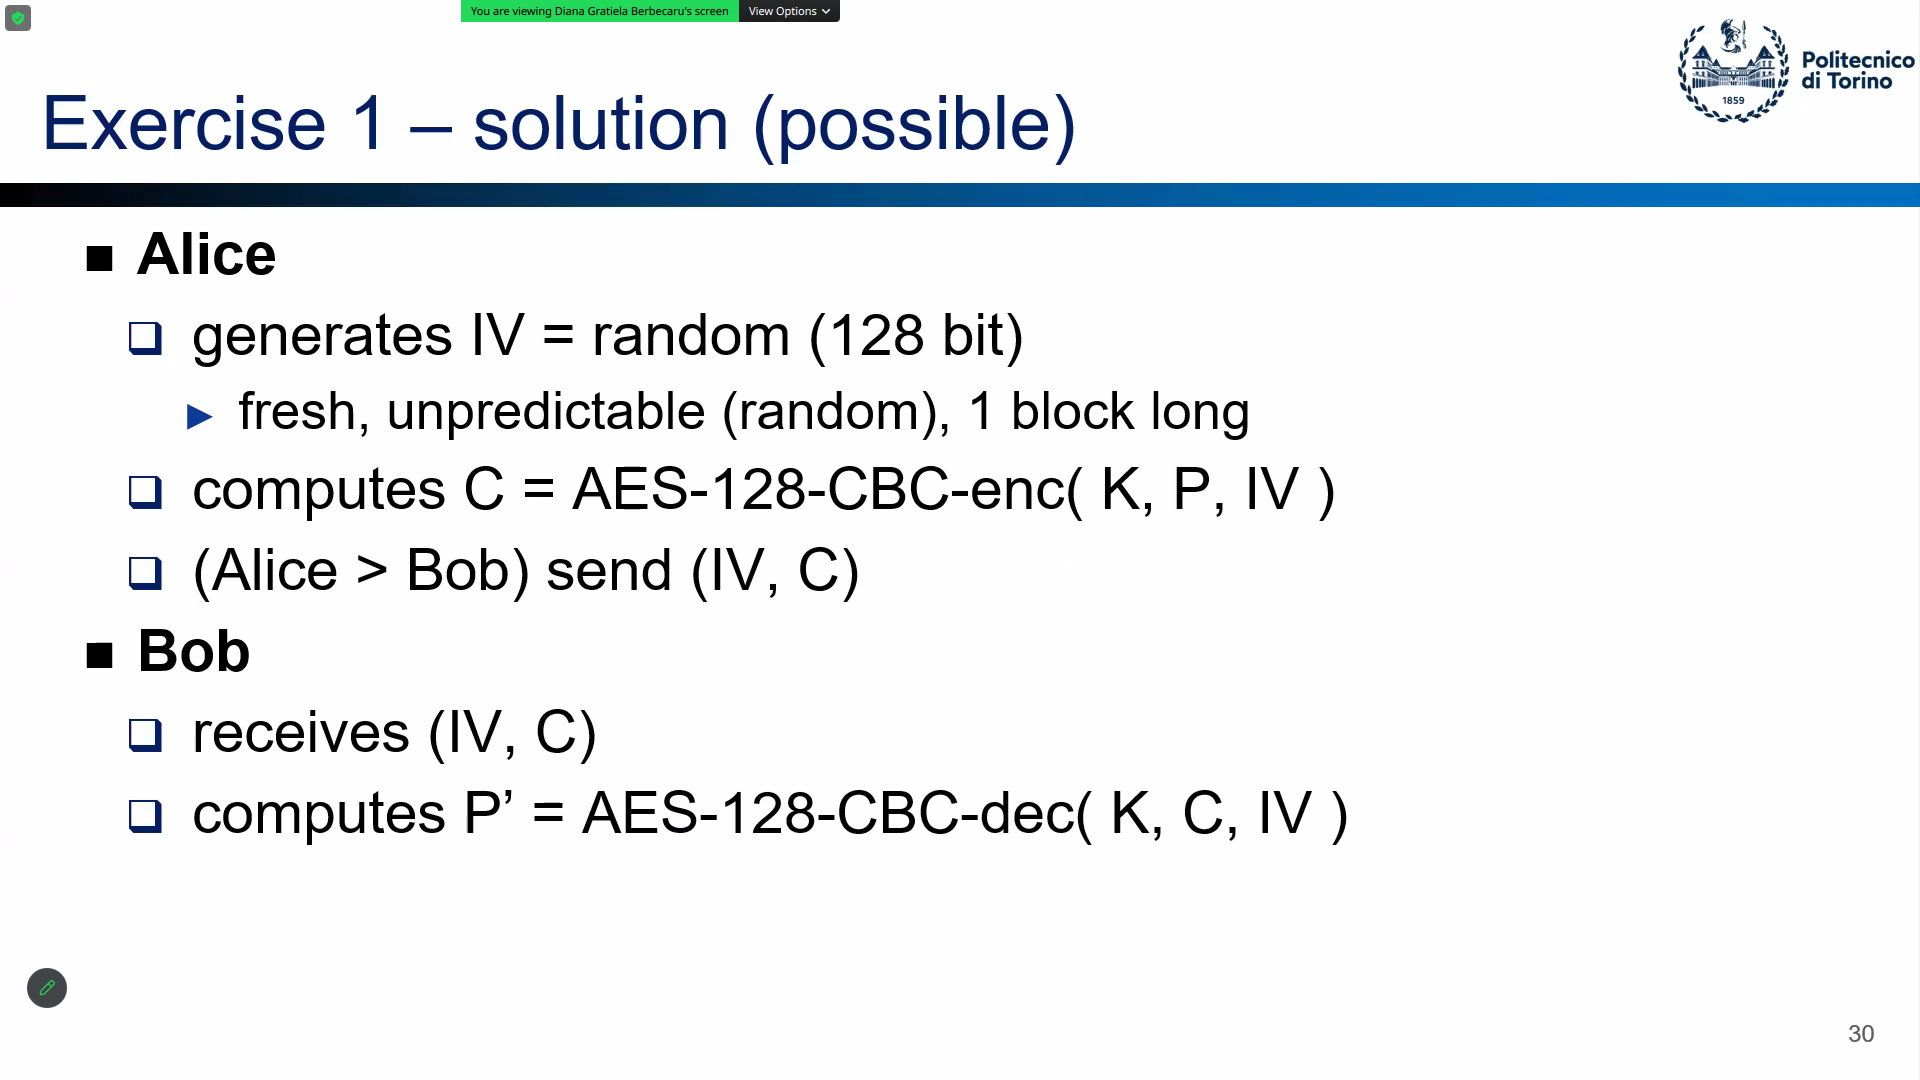 You are viewing Diana Gratiela Berbecaru's screen View Options
Politecnico
di Torino
1859
Exercise 1 – solution (possible)
■ Alice
❑ generates IV = random (128 bit)
► fresh, unpredictable (random), 1 block long
❑ computes C = AES-128-CBC-enc( K, P, IV )
❑ (Alice > Bob) send (IV, C)
■ Bob
❑ receives (IV, C)
❑ computes P’ = AES-128-CBC-dec( K, C, IV )
30